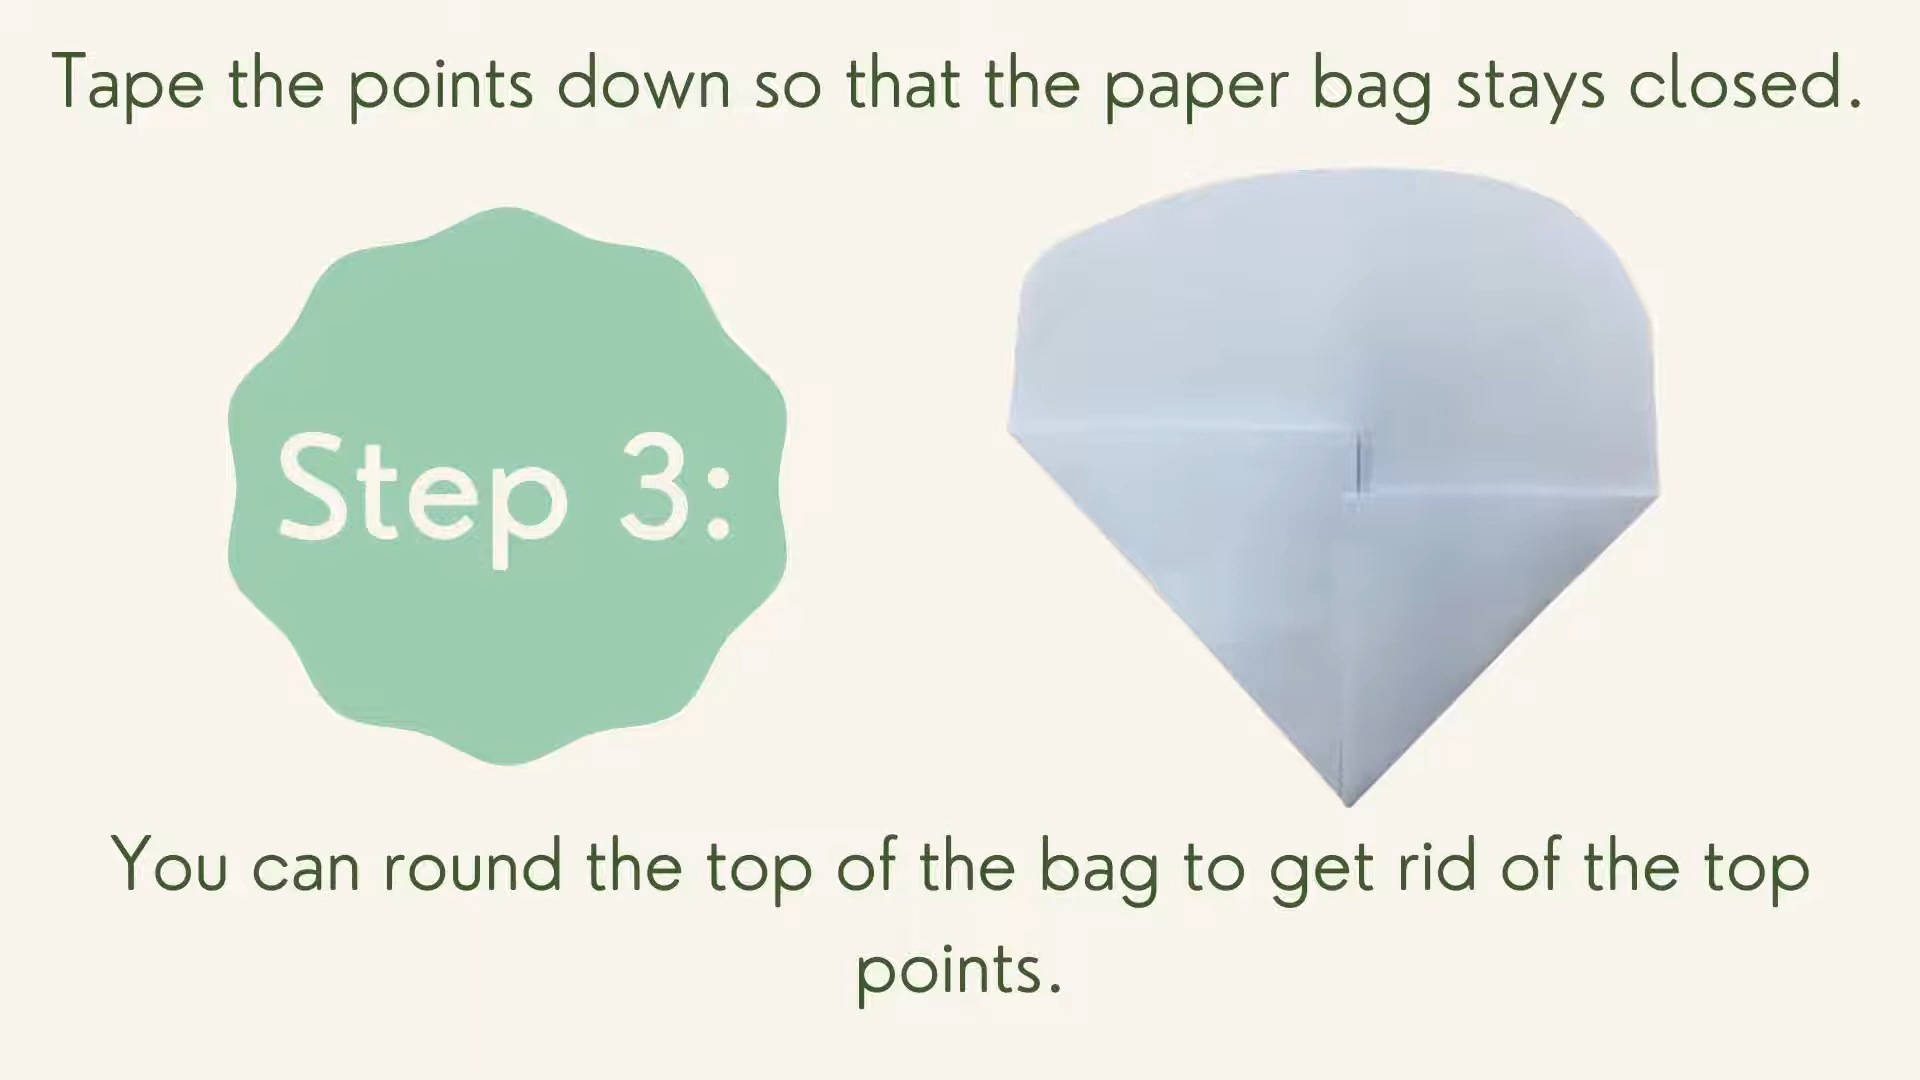 Tape the points down so that the paper bag stays closed.
Step 3:
You can round the top of the bag to get rid of the top
points.